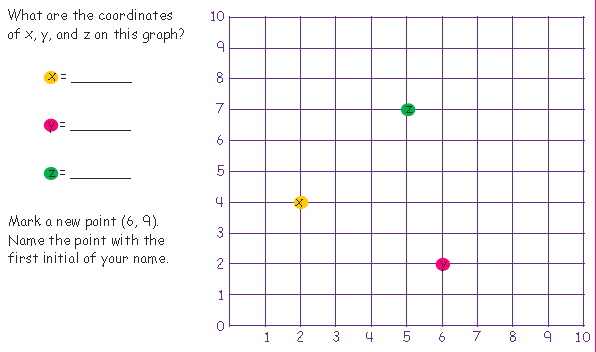 What are the coordinates
of x, y, and z on this graph?
x = ________
y = ________
z = ________
Mark a new point (6, 9).
Name the point with the
first initial of your name.
10
9
8
7
6
5
4
3
2
1
0
z
x
y
1 2 3 4 5 6 7 8 9 10